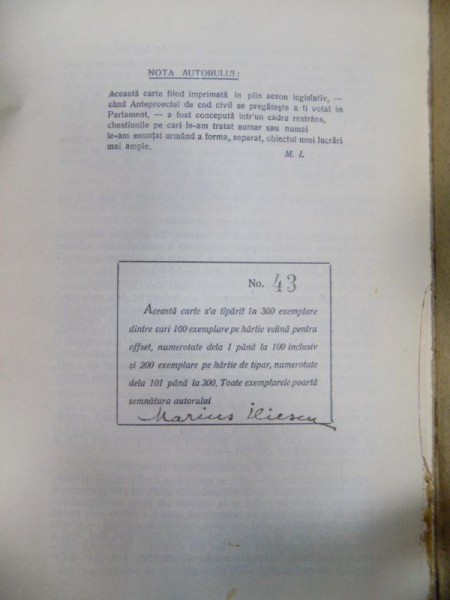 NOTA AUTORULUI:
Această carte fiind imprimată în plin sezon legislativ, —
când Anteproectul de cod civil se pregătește a fi votat in
Parlament, — a fost concepută într'un cadru restrâns,
chestiunile pe cari le-am tratat sumar sau numai
le-am enunțat urmând a forma, separat, obiectul unei lucrări
mai ample.
M. I.
No. 43
Această carte s'a tipărit în 300 exemplare
dintre cari 100 exemplare pe hârtie velină pentru
offset, numerotate dela 1 până la 100 inclusiv
și 200 exemplare pe hârtie de tipar, numerotate
dela 101 până la 300. Toate exemplarele poartă
semnătura autorului
Marius Iliescu